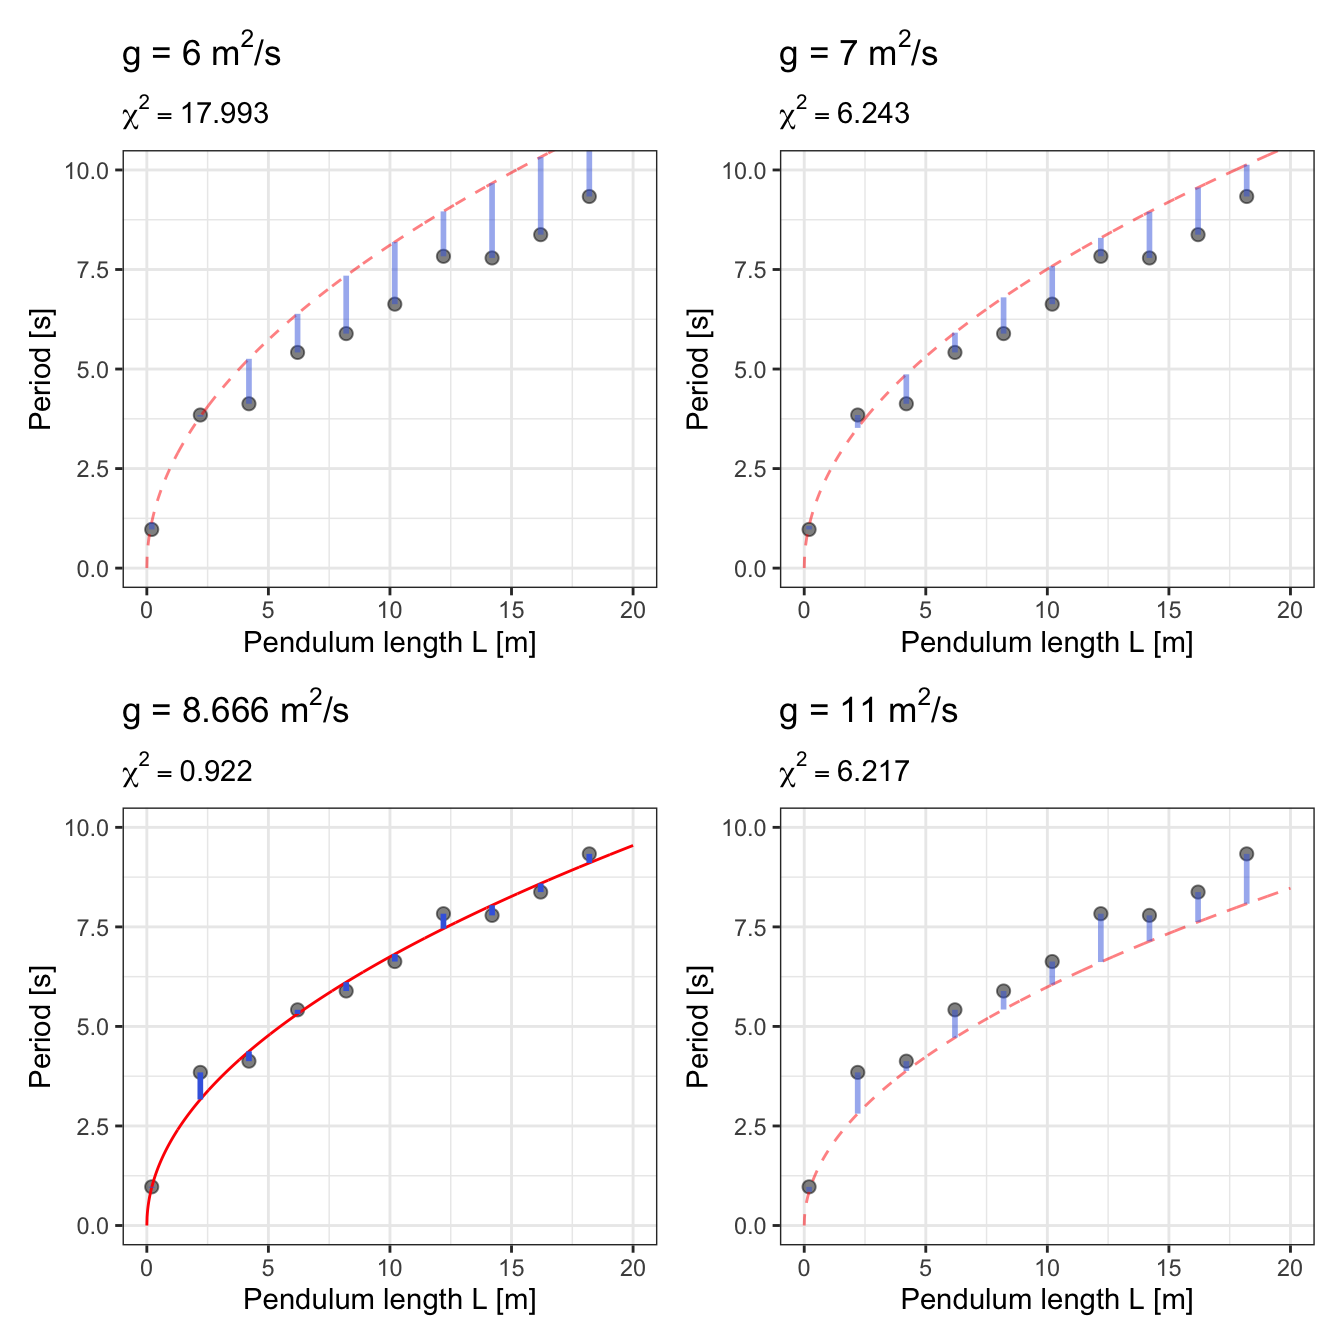 g = 6 m²/s
χ² = 17.993
10.0
7.5
5.0
2.5
0.0
Period [s]
0 5 10 15 20
Pendulum length L [m]
g = 7 m²/s
χ² = 6.243
10.0
7.5
5.0
2.5
0.0
Period [s]
0 5 10 15 20
Pendulum length L [m]
g = 8.666 m²/s
χ² = 0.922
10.0
7.5
5.0
2.5
0.0
Period [s]
0 5 10 15 20
Pendulum length L [m]
g = 11 m²/s
χ² = 6.217
10.0
7.5
5.0
2.5
0.0
Period [s]
0 5 10 15 20
Pendulum length L [m]